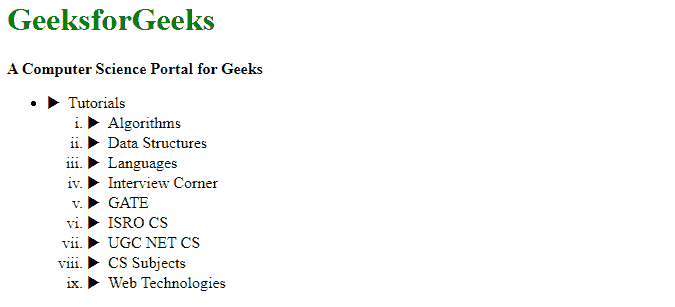 GeeksforGeeks
A Computer Science Portal for Geeks
• ▶ Tutorials
i. ▶ Algorithms
ii. ▶ Data Structures
iii. ▶ Languages
iv. ▶ Interview Corner
v. ▶ GATE
vi. ▶ ISRO CS
vii. ▶ UGC NET CS
viii. ▶ CS Subjects
ix. ▶ Web Technologies